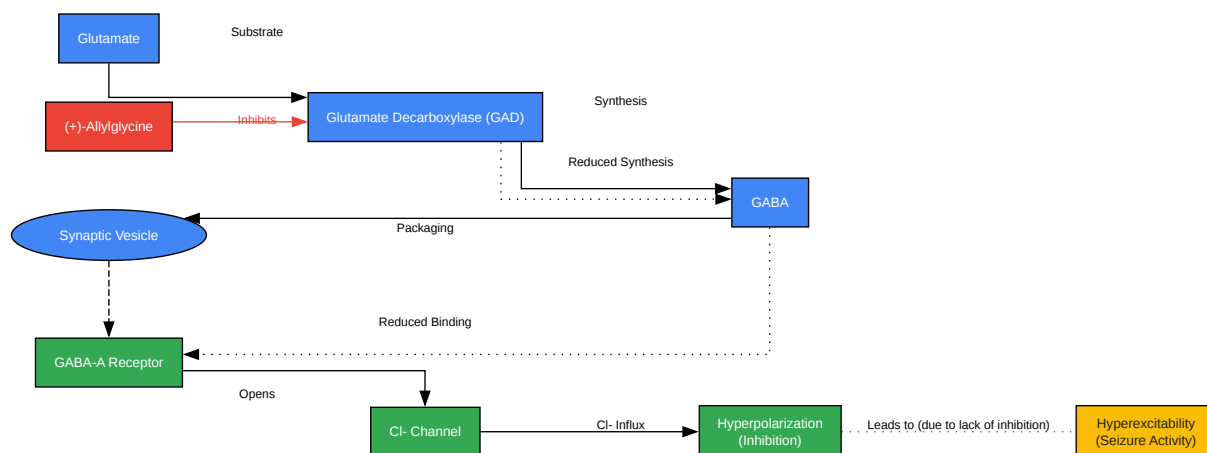 Glutamate
Substrate
(+)-Allylglycine
Inhibits
Glutamate Decarboxylase (GAD)
Synthesis
Reduced Synthesis
GABA
Synaptic Vesicle
Packaging
Reduced Binding
GABA-A Receptor
Opens
Cl- Channel
Cl- Influx
Hyperpolarization
(Inhibition)
Leads to (due to lack of inhibition)
Hyperexcitability
(Seizure Activity)